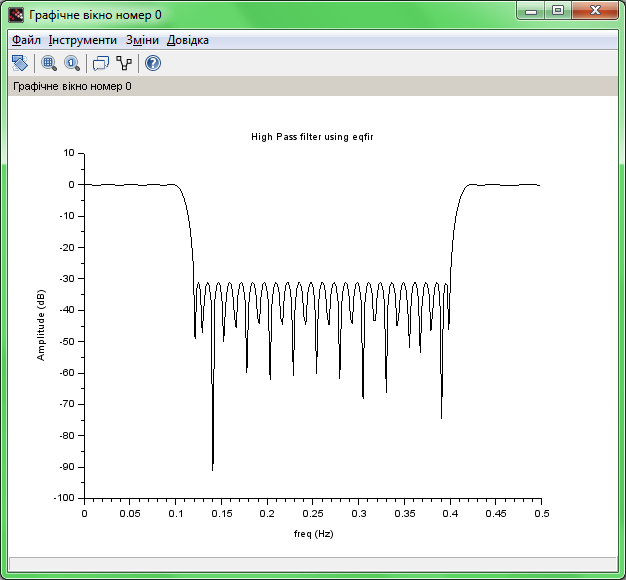 Графічне вікно номер 0
Файл Інструменти Зміни Довідка
Графічне вікно номер 0
High Pass filter using eqfir
10
0
-10
-20
-30
-40
-50
-60
-70
-80
-90
-100
Amplitude (dB)
0 0.05 0.1 0.15 0.2 0.25 0.3 0.35 0.4 0.45 0.5
freq (Hz)